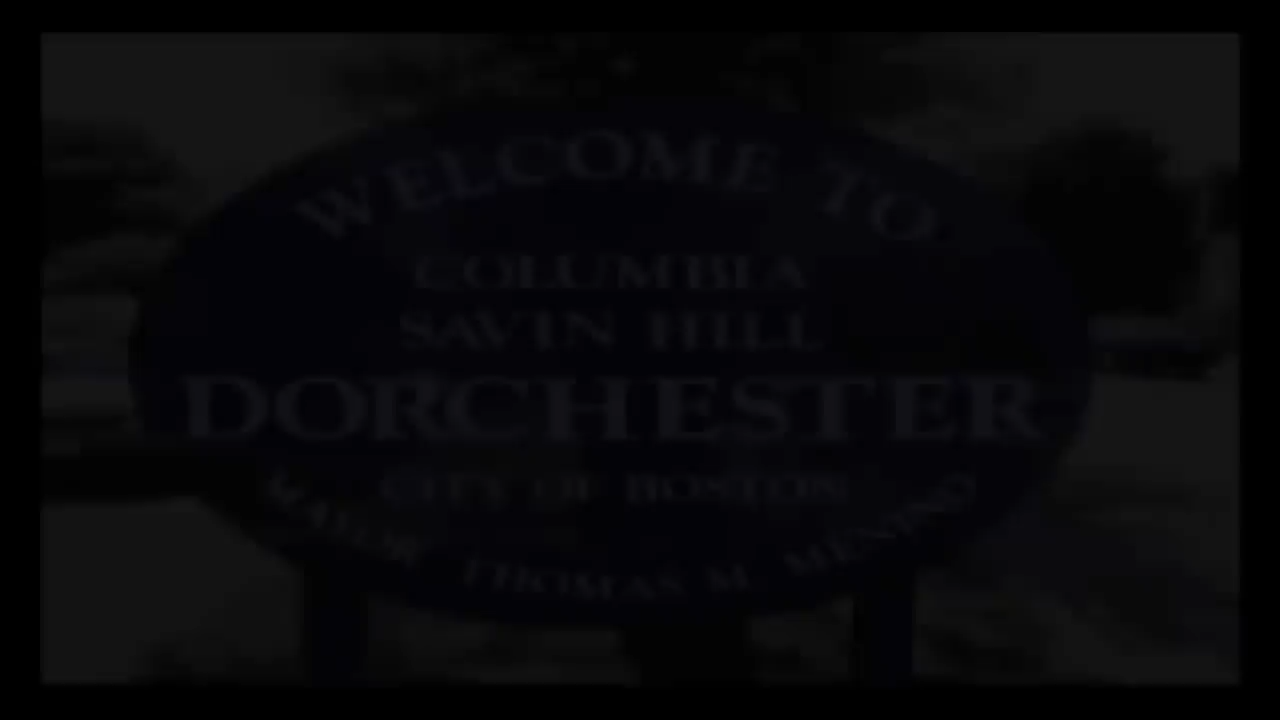 WELCOME TO
COLUMBIA
SAVIN HILL
DORCHESTER
CITY OF BOSTON
MAYOR THOMAS M. MENINO